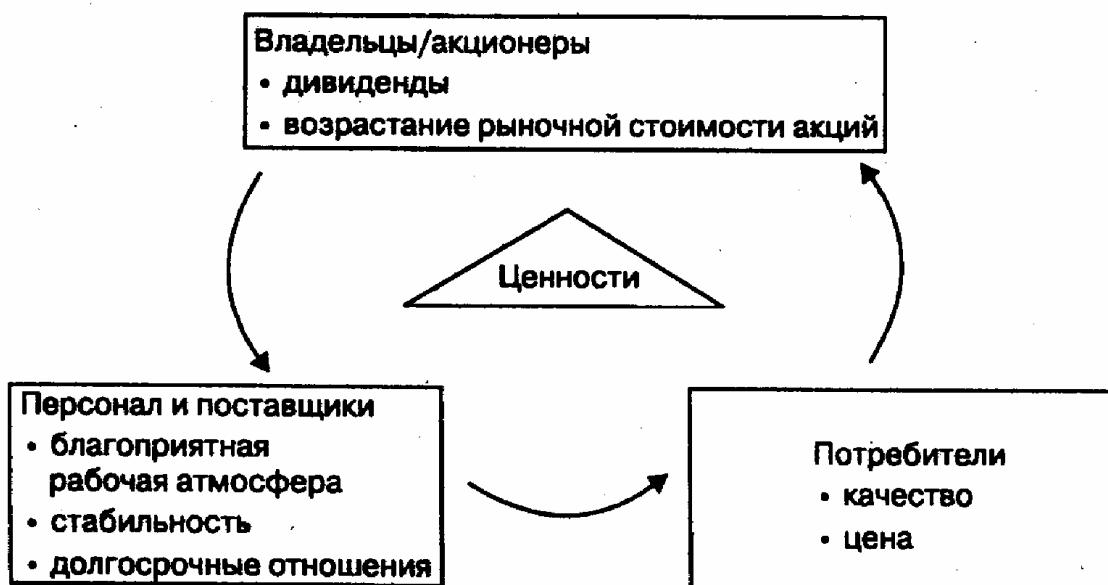 Владельцы/акционеры
• дивиденды
• возрастание рыночной стоимости акций
Ценности
Персонал и поставщики
• благоприятная
рабочая атмосфера
• стабильность
• долгосрочные отношения
Потребители
• качество
• цена